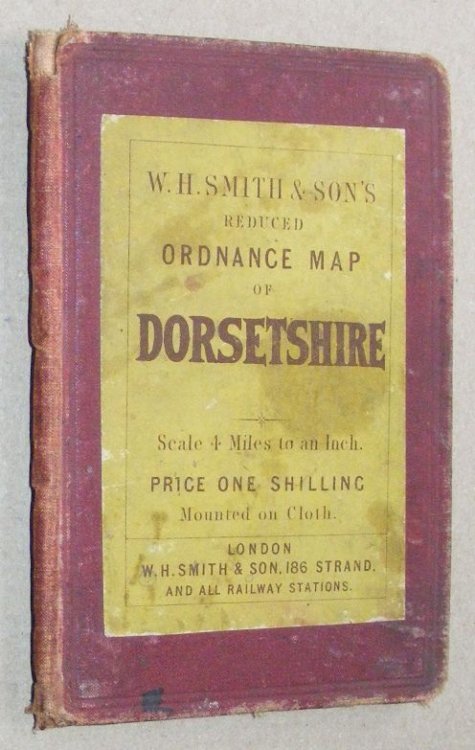 W.H. SMITH & SON'S
REDUCED
ORDNANCE MAP
OF
DORSETSHIRE
Scale 4 Miles to an Inch.
PRICE ONE SHILLING
Mounted on Cloth.
LONDON
W.H. SMITH & SON, 186 STRAND.
AND ALL RAILWAY STATIONS.